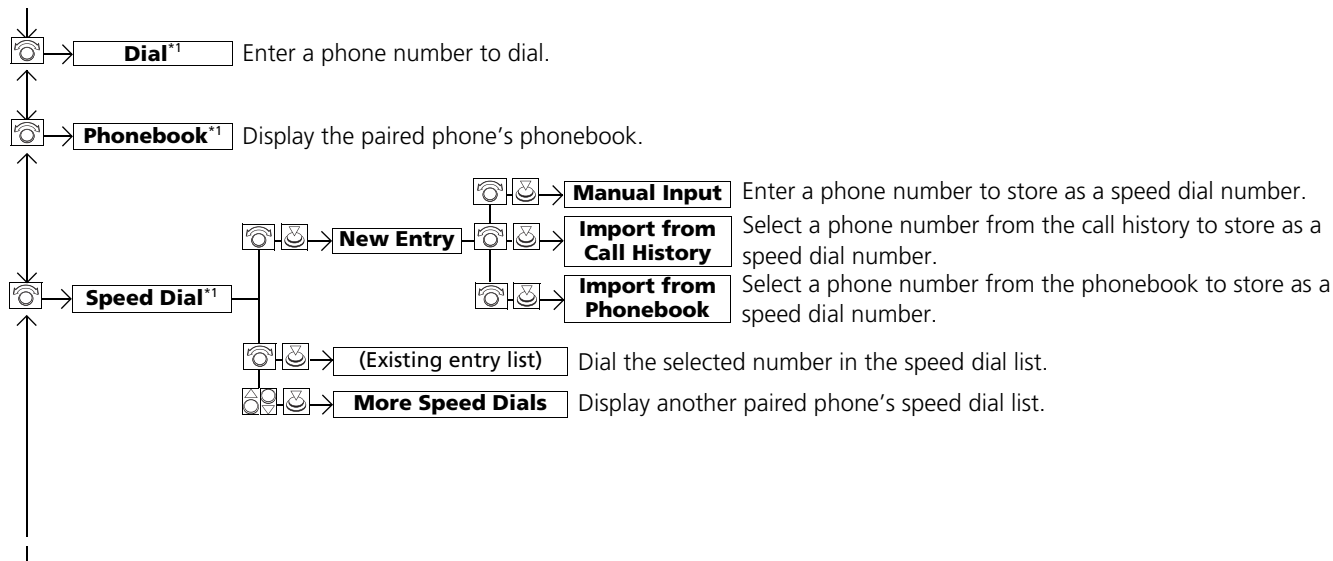 Dial*1 Enter a phone number to dial.
Phonebook*1 Display the paired phone’s phonebook.
Manual Input Enter a phone number to store as a speed dial number.
New Entry
Import from
Call History
Select a phone number from the call history to store as a
speed dial number.
Import from
Phonebook
Select a phone number from the phonebook to store as a
speed dial number.
Speed Dial*1
(Existing entry list) Dial the selected number in the speed dial list.
More Speed Dials Display another paired phone’s speed dial list.